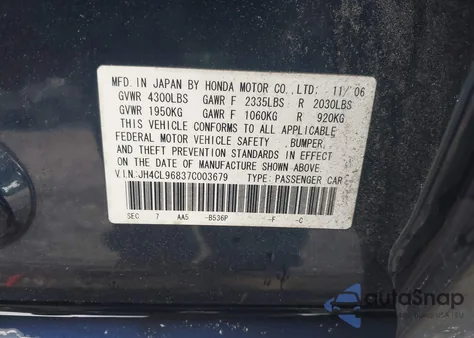 MFD. IN JAPAN BY HONDA MOTOR CO., LTD. 11/'06
GVWR 4300LBS GAWR F 2335LBS R 2030LBS
GVWR 1950KG GAWR F 1060KG R 920KG
THIS VEHICLE CONFORMS TO ALL APPLICABLE
FEDERAL MOTOR VEHICLE SAFETY , BUMPER,
AND THEFT PREVENTION STANDARDS IN EFFECT
ON THE DATE OF MANUFACTURE SHOWN ABOVE.
V.I.N:JH4CL96837C003679 TYPE: PASSENGER CAR
SEC 7 AA5 -B536P -F -C
autoSnap